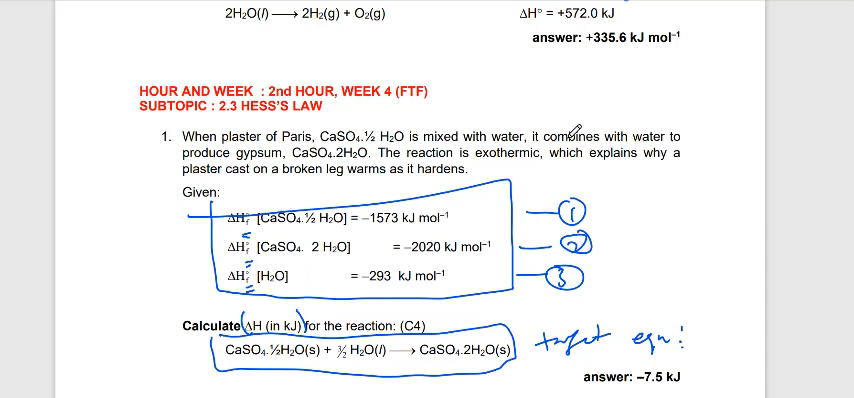 2H₂O(l) ⟶ 2H₂(g) + O₂(g) ΔH° = +572.0 kJ
answer: +335.6 kJ mol⁻¹
HOUR AND WEEK : 2nd HOUR, WEEK 4 (FTF)
SUBTOPIC : 2.3 HESS'S LAW
1. When plaster of Paris, CaSO₄.½ H₂O is mixed with water, it combines with water to
produce gypsum, CaSO₄.2H₂O. The reaction is exothermic, which explains why a
plaster cast on a broken leg warms as it hardens.
Given:
ΔH°f [CaSO₄.½ H₂O] = −1573 kJ mol⁻¹ ①
ΔH°f [CaSO₄. 2 H₂O] = −2020 kJ mol⁻¹ ②
ΔH°f [H₂O] = −293 kJ mol⁻¹ ③
Calculate ΔH (in kJ) for the reaction: (C4)
CaSO₄.½H₂O(s) + 3/2 H₂O(l) ⟶ CaSO₄.2H₂O(s) target eqn :
answer: −7.5 kJ